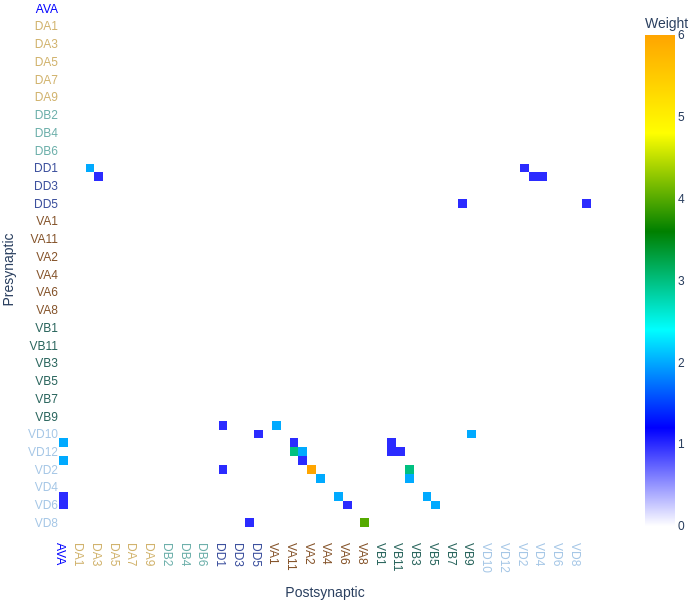 Weight
AVA
DA1
DA3
DA5
DA7
DA9
DB2
DB4
DB6
DD1
DD3
DD5
VA1
VA11
VA2
VA4
VA6
VA8
VB1
VB11
VB3
VB5
VB7
VB9
VD10
VD12
VD2
VD4
VD6
VD8
Presynaptic
6
5
4
3
2
1
0
AVA DA1 DA3 DA5 DA7 DA9 DB2 DB4 DB6 DD1 DD3 DD5 VA1 VA11 VA2 VA4 VA6 VA8 VB1 VB11 VB3 VB5 VB7 VB9 VD10 VD12 VD2 VD4 VD6 VD8
Postsynaptic